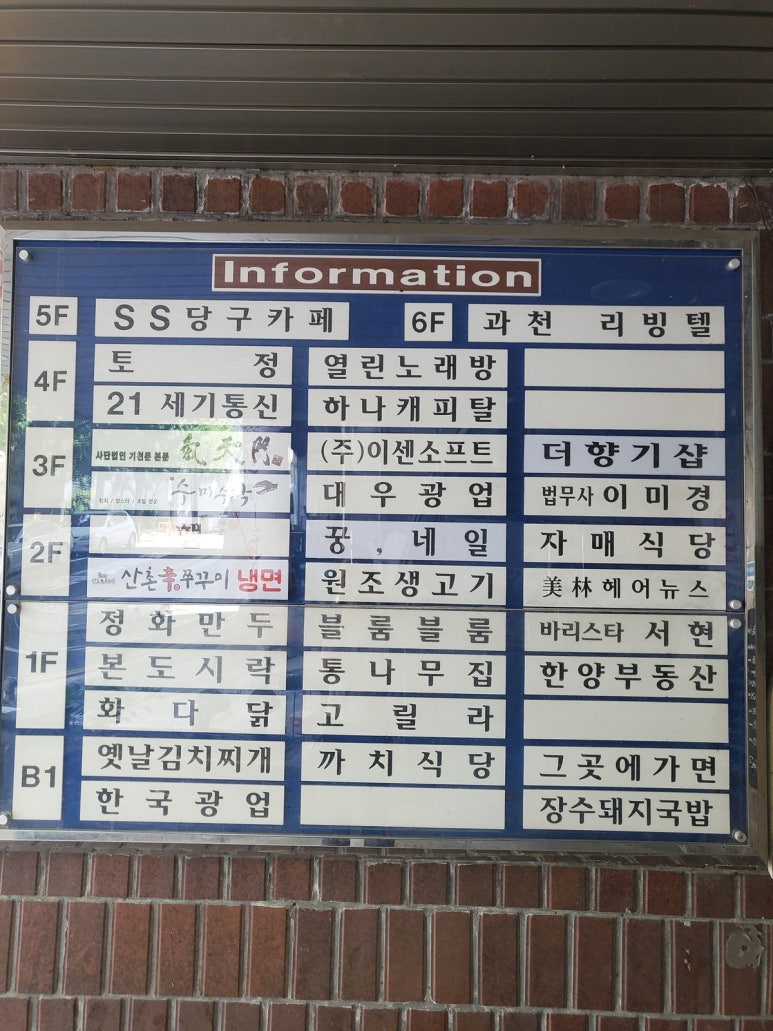 Information
5F SS당구카페 6F 과천 리빙텔
4F 토정 열린노래방
21세기통신 하나캐피탈
3F 사단법인 기천문 본문 氣天門 (주)이센소프트 더향기샵
대우광업 법무사 이미경
2F 꿍,네일 자매식당
산촌 쭈꾸미 냉면 원조생고기 美林헤어뉴스
1F 정화만두 블룸블룸 바리스타 서현
본도시락 통나무집 한양부동산
화다닭 고릴라
B1 옛날김치찌개 까치식당 그곳에가면
한국광업 장수돼지국밥